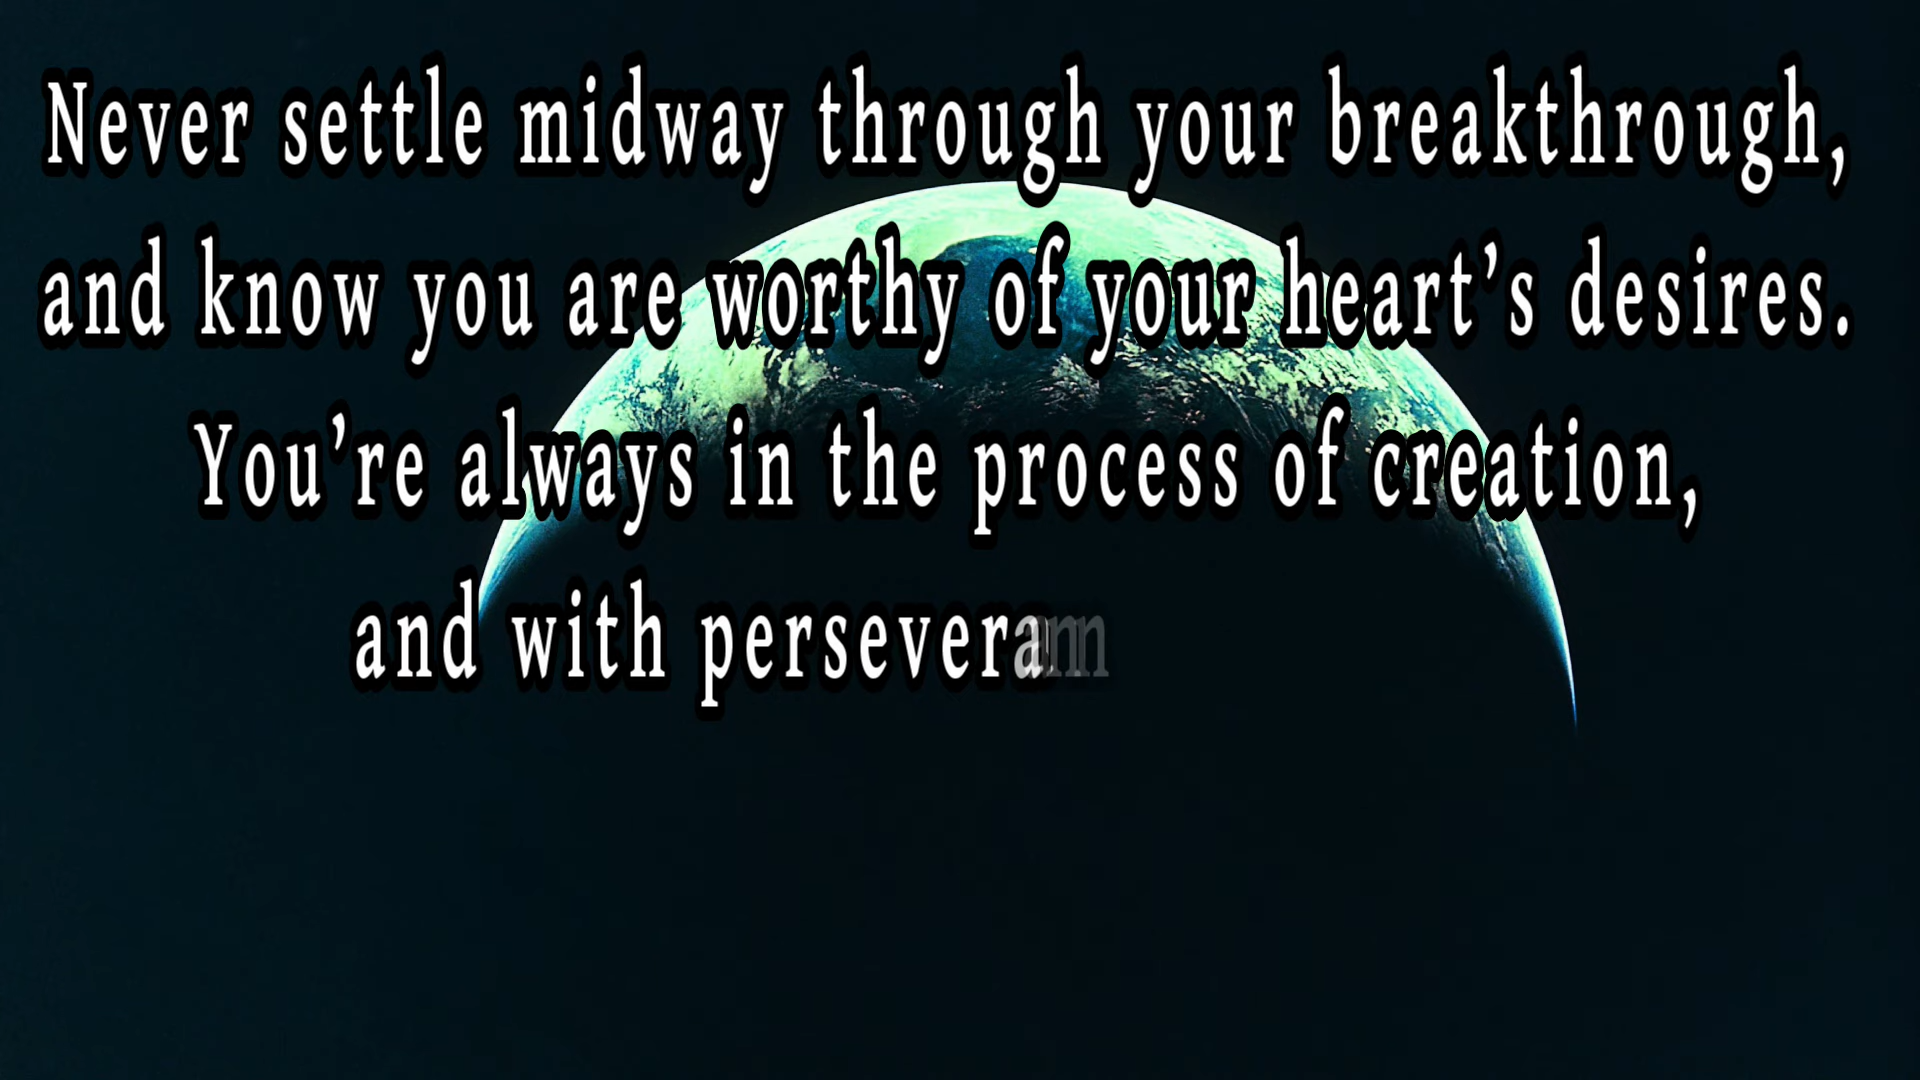 Never settle midway through your breakthrough,
and know you are worthy of your heart’s desires.
You’re always in the process of creation,
and with